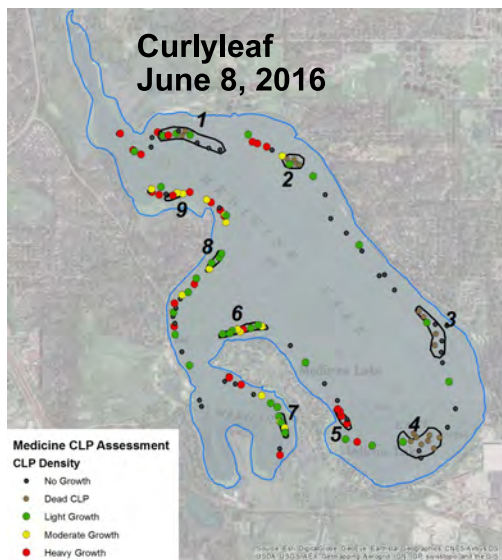 Curlyleaf
June 8, 2016
1
2
9
8
3
6
Medicine Lake
7
5
4
Medicine CLP Assessment
CLP Density
No Growth
Dead CLP
Light Growth
Moderate Growth
Heavy Growth